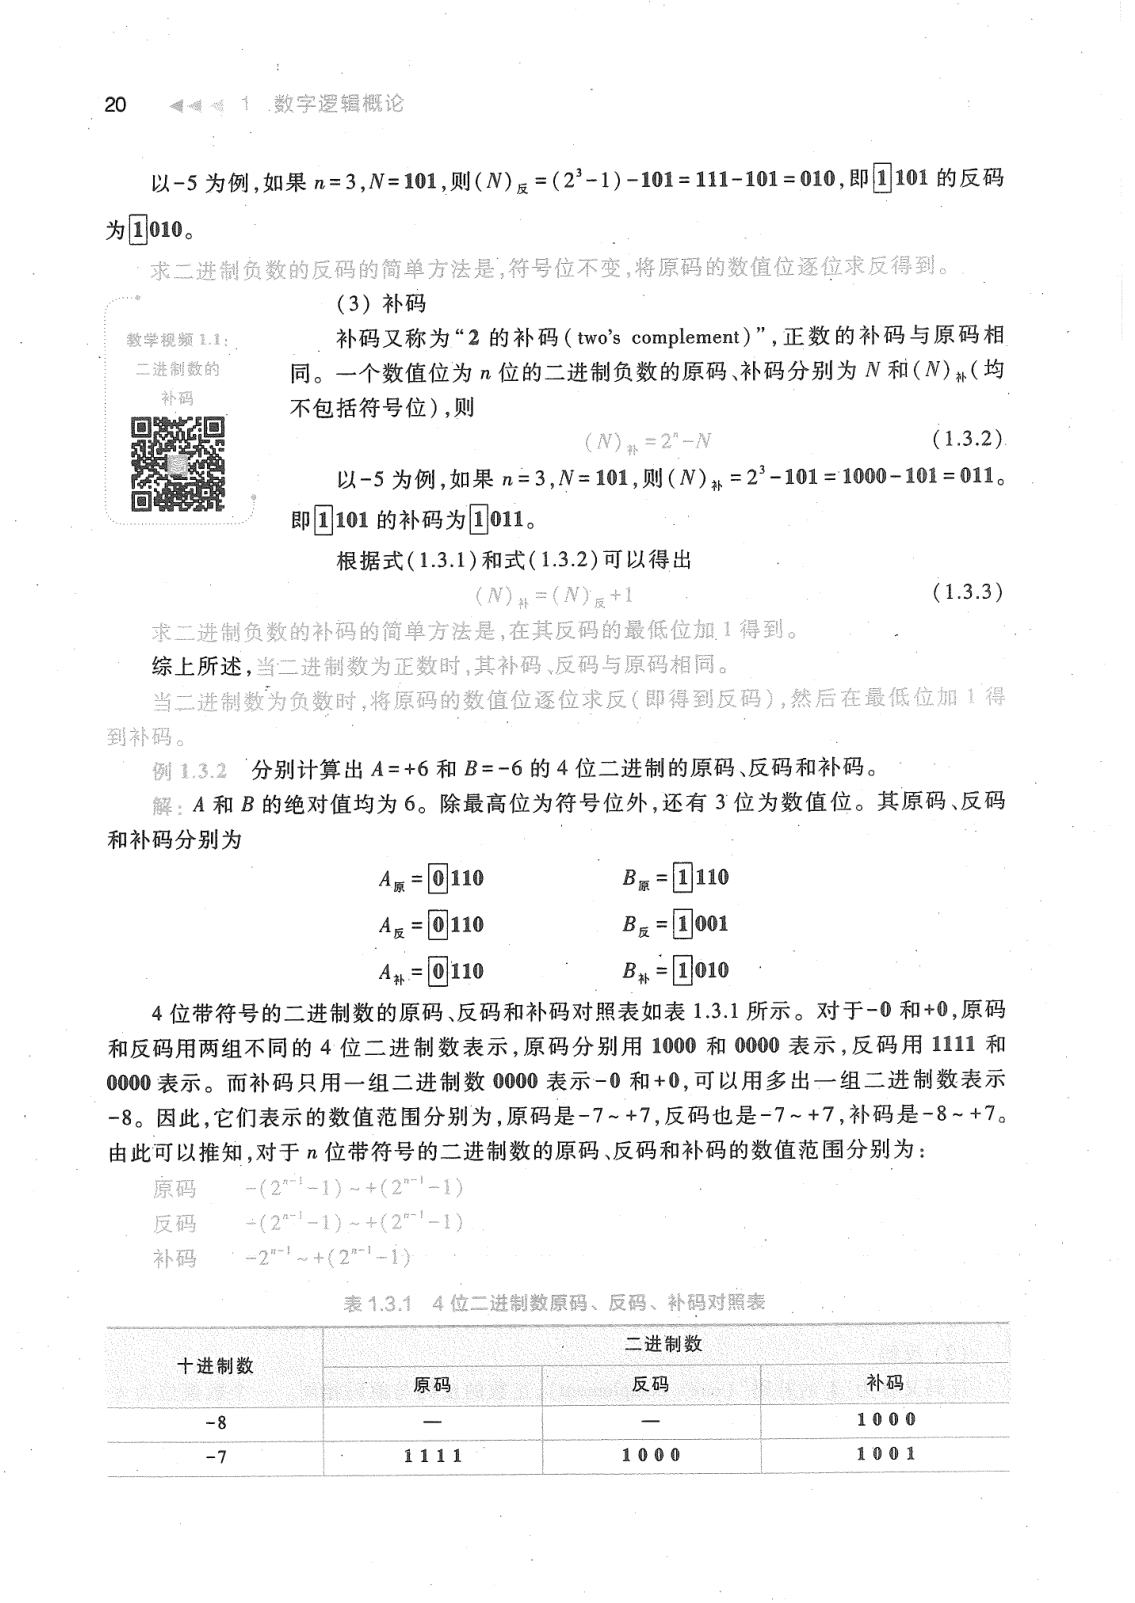 20 1 数字逻辑概论
以-5 为例,如果 n=3,N=101,则(N)反=(2³-1)-101=111-101=010,即1101 的反码
为1010。
求二进制负数的反码的简单方法是,符号位不变,将原码的数值位逐位求反得到。
(3) 补码
教学视频 1.1:
二进制数的
补码
补码又称为“2 的补码(two's complement)”,正数的补码与原码相
同。一个数值位为 n 位的二进制负数的原码、补码分别为 N 和(N)补(均
不包括符号位),则
(N)补=2ⁿ-N (1.3.2)
以-5 为例,如果 n=3,N=101,则(N)补=2³-101=1000-101=011。
即1101 的补码为1011。
根据式(1.3.1)和式(1.3.2)可以得出
(N)补=(N)反+1 (1.3.3)
求二进制负数的补码的简单方法是,在其反码的最低位加 1 得到。
综上所述,当二进制数为正数时,其补码、反码与原码相同。
当二进制数为负数时,将原码的数值位逐位求反(即得到反码),然后在最低位加 1 得
到补码。
例 1.3.2 分别计算出 A=+6 和 B=-6 的 4 位二进制的原码、反码和补码。
解: A 和 B 的绝对值均为 6。除最高位为符号位外,还有 3 位为数值位。其原码、反码
和补码分别为
A原=0110 B原=1110
A反=0110 B反=1001
A补=0110 B补=1010
4 位带符号的二进制数的原码、反码和补码对照表如表 1.3.1 所示。对于-0 和+0,原码
和反码用两组不同的 4 位二进制数表示,原码分别用 1000 和 0000 表示,反码用 1111 和
0000 表示。而补码只用一组二进制数 0000 表示-0 和+0,可以用多出一组二进制数表示
-8。因此,它们表示的数值范围分别为,原码是-7~+7,反码也是-7~+7,补码是-8~+7。
由此可以推知,对于 n 位带符号的二进制数的原码、反码和补码的数值范围分别为:
原码 -(2ⁿ⁻¹-1)~+(2ⁿ⁻¹-1)
反码 -(2ⁿ⁻¹-1)~+(2ⁿ⁻¹-1)
补码 -2ⁿ⁻¹~+(2ⁿ⁻¹-1)
表 1.3.1 4 位二进制数原码、反码、补码对照表
十进制数 二进制数
原码 反码 补码
-8 — — 1 0 0 0
-7 1 1 1 1 1 0 0 0 1 0 0 1